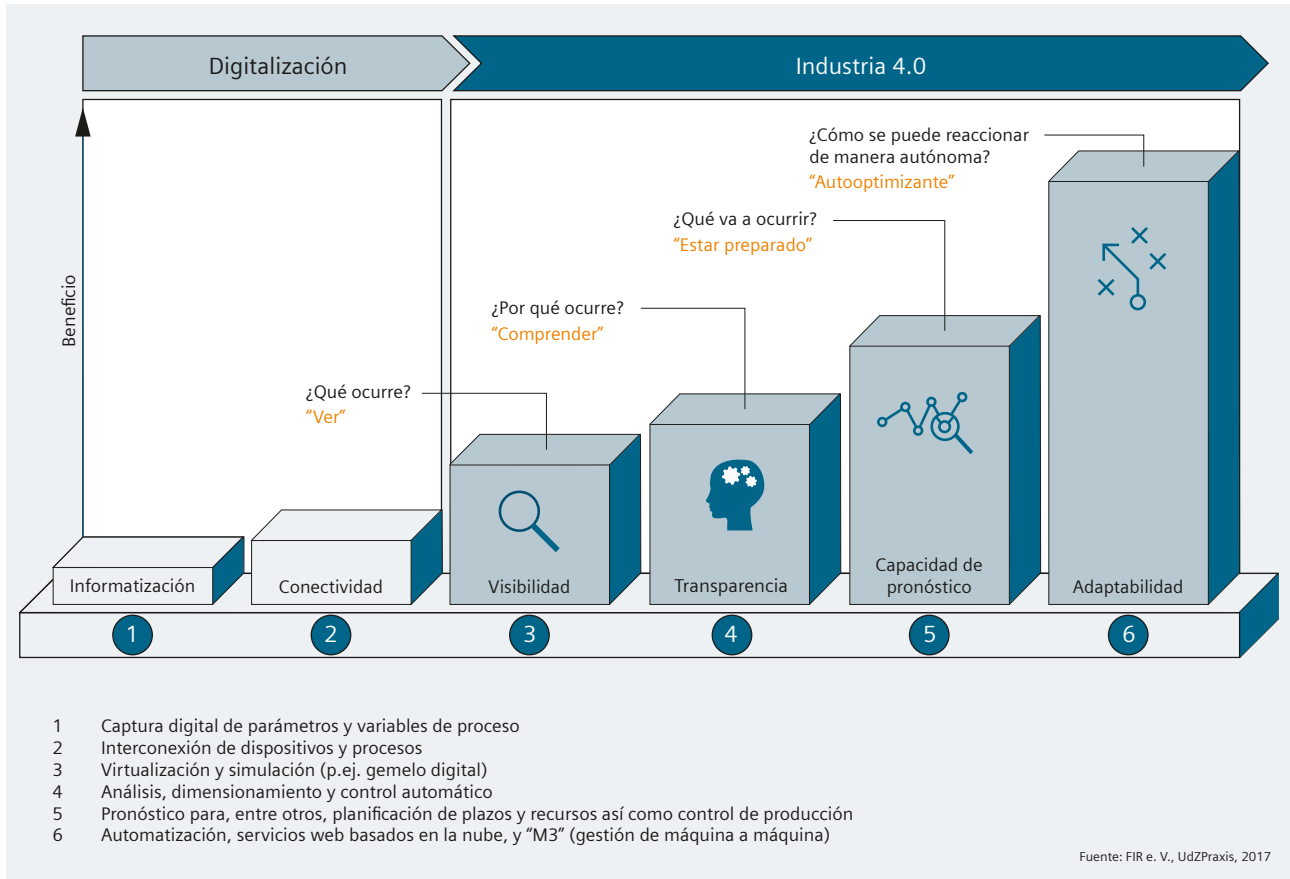 Digitalización
Industria 4.0
Beneficio
¿Cómo se puede reaccionar
de manera autónoma?
“Autooptimizante”
¿Qué va a ocurrir?
“Estar preparado”
¿Por qué ocurre?
“Comprender”
¿Qué ocurre?
“Ver”
Informatización
Conectividad
Visibilidad
Transparencia
Capacidad de
pronóstico
Adaptabilidad
1
2
3
4
5
6
1 Captura digital de parámetros y variables de proceso
2 Interconexión de dispositivos y procesos
3 Virtualización y simulación (p.ej. gemelo digital)
4 Análisis, dimensionamiento y control automático
5 Pronóstico para, entre otros, planificación de plazos y recursos así como control de producción
6 Automatización, servicios web basados en la nube, y “M3” (gestión de máquina a máquina)
Fuente: FIR e. V., UdZPraxis, 2017